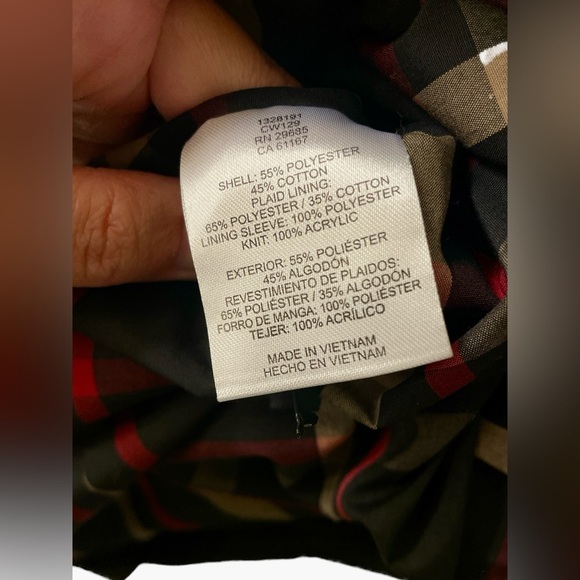 1328191
CW129
RN 29685
CA 61167
SHELL: 55% POLYESTER
45% COTTON
PLAID LINING:
65% POLYESTER / 35% COTTON
LINING SLEEVE: 100% POLYESTER
KNIT: 100% ACRYLIC
EXTERIOR: 55% POLIÉSTER
45% ALGODÓN
REVESTIMIENTO DE PLAIDOS:
65% POLIÉSTER / 35% ALGODÓN
FORRO DE MANGA: 100% POLIÉSTER
TEJER: 100% ACRÍLICO
MADE IN VIETNAM
HECHO EN VIETNAM